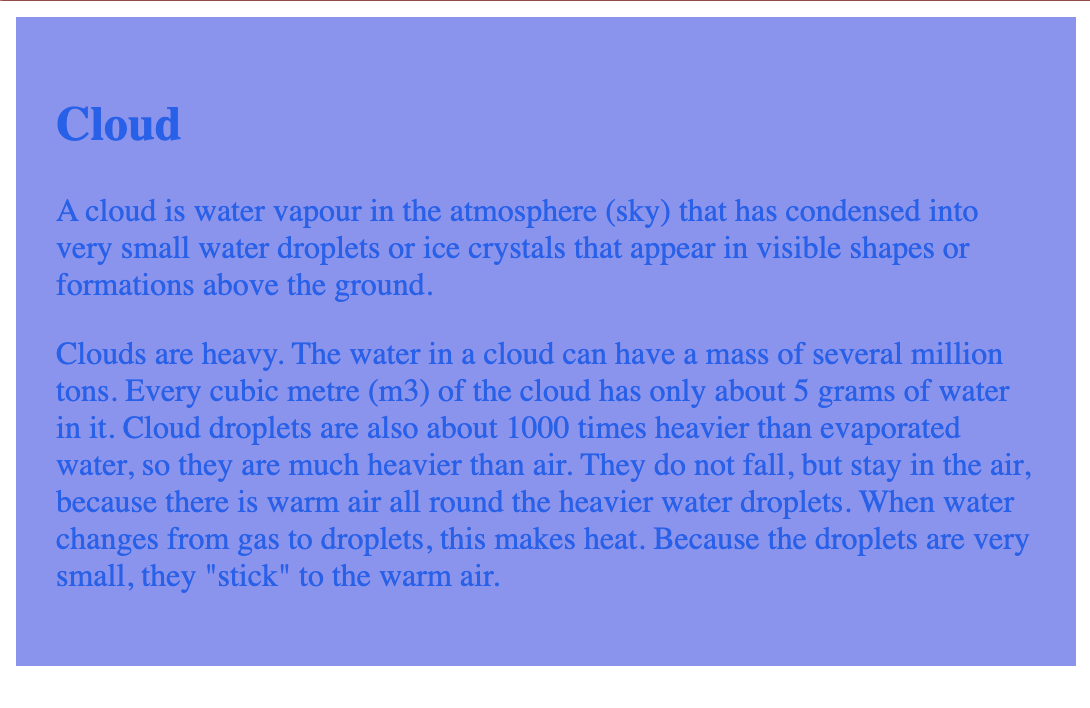 Cloud
A cloud is water vapour in the atmosphere (sky) that has condensed into
very small water droplets or ice crystals that appear in visible shapes or
formations above the ground.
Clouds are heavy. The water in a cloud can have a mass of several million
tons. Every cubic metre (m3) of the cloud has only about 5 grams of water
in it. Cloud droplets are also about 1000 times heavier than evaporated
water, so they are much heavier than air. They do not fall, but stay in the air,
because there is warm air all round the heavier water droplets. When water
changes from gas to droplets, this makes heat. Because the droplets are very
small, they "stick" to the warm air.